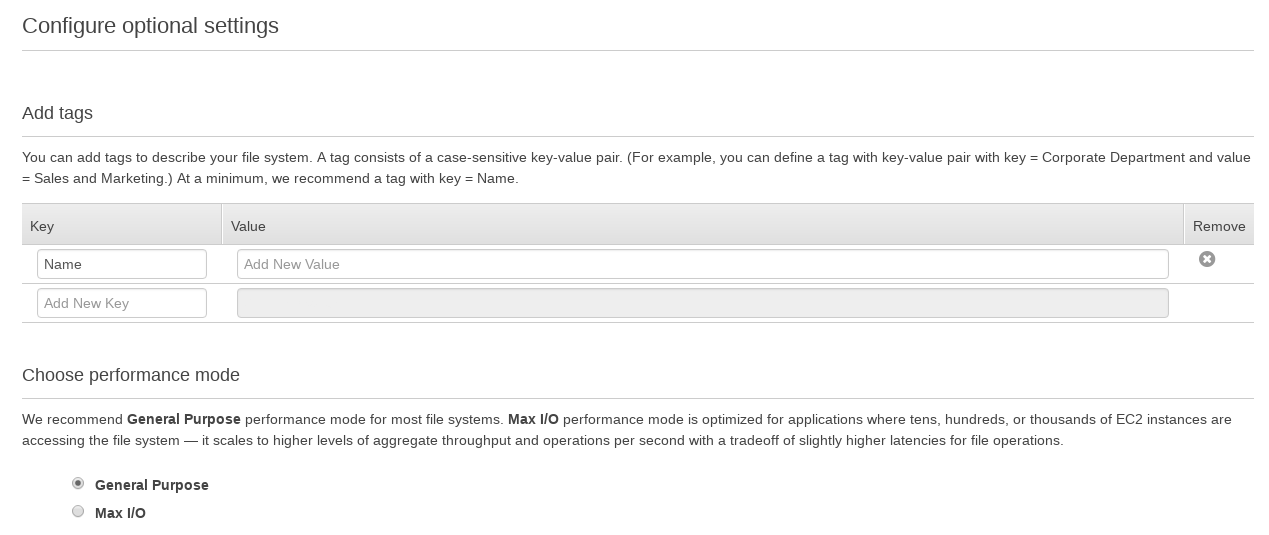 Configure optional settings
Add tags
You can add tags to describe your file system. A tag consists of a case-sensitive key-value pair. (For example, you can define a tag with key-value pair with key = Corporate Department and value
= Sales and Marketing.) At a minimum, we recommend a tag with key = Name.
Key Value Remove
Name Add New Value
Add New Key
Choose performance mode
We recommend General Purpose performance mode for most file systems. Max I/O performance mode is optimized for applications where tens, hundreds, or thousands of EC2 instances are
accessing the file system — it scales to higher levels of aggregate throughput and operations per second with a tradeoff of slightly higher latencies for file operations.
General Purpose
Max I/O